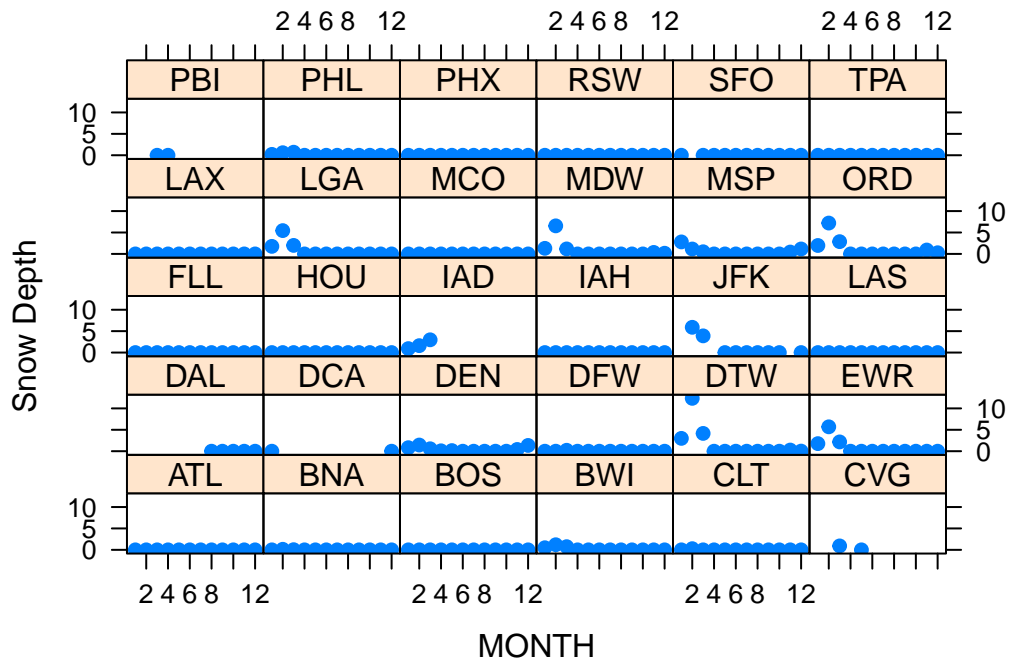 2 4 6 8 12 2 4 6 8 12 2 4 6 8 12
PBI PHL PHX RSW SFO TPA
10
5
0
LAX LGA MCO MDW MSP ORD
10
5
0
FLL HOU IAD IAH JFK LAS
10
5
0
DAL DCA DEN DFW DTW EWR
10
5
0
ATL BNA BOS BWI CLT CVG
10
5
0
2 4 6 8 12 2 4 6 8 12 2 4 6 8 12
MONTH
Snow Depth